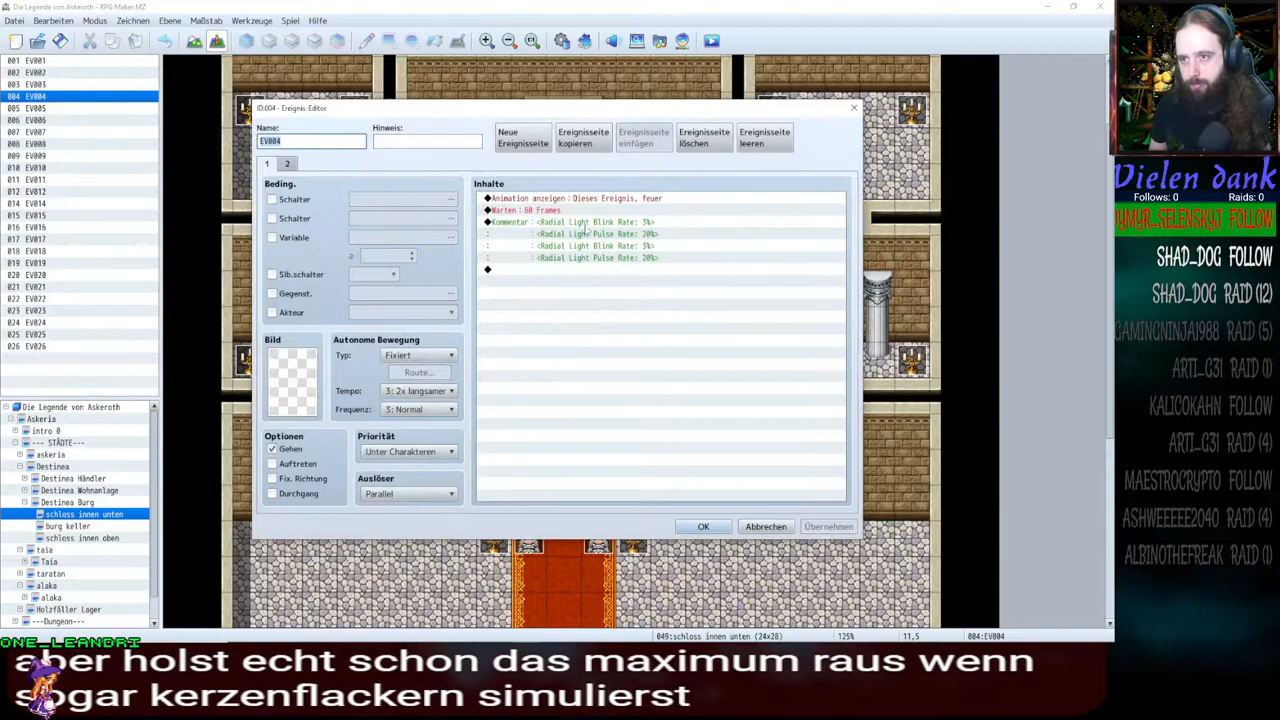 Die Legende von Askeroth - RPG Maker MZ
Datei Bearbeiten Modus Zeichnen Ebene Maßstab Werkzeuge Spiel Hilfe
001 EV001
002 EV002
003 EV003
004 EV004
005 EV005
006 EV006
007 EV007
008 EV008
009 EV009
010 EV010
011 EV011
012 EV012
013 EV013
014 EV014
015 EV015
016 EV016
017 EV017
018 EV018
019 EV019
020 EV020
021 EV021
022 EV022
023 EV023
024 EV024
025 EV025
026 EV026
Die Legende von Askeroth
Askeria
intro 0
--- STÄDTE---
askeria
Destinea
Destinea Händler
Destinea Wohnanlage
Destinea Burg
schloss innen unten
burg keller
schloss innen oben
taia
Taia
taratan
alaka
alaka
Holzfäller Lager
---Dungeon---
ID:004 - Ereignis-Editor
Name:
EV004
Hinweis:
Neue Ereignisseite
Ereignisseite kopieren
Ereignisseite einfügen
Ereignisseite löschen
Ereignisseite leeren
1 2
Beding.
Schalter
Schalter
Variable
≥
Slb.schalter
Gegenst.
Akteur
Bild
Autonome Bewegung
Typ: Fixiert
Route...
Tempo: 3: 2x langsamer
Frequenz: 3: Normal
Optionen
Gehen
Auftreten
Fix. Richtung
Durchgang
Priorität
Unter Charakteren
Auslöser
Parallel
Inhalte
◆Animation anzeigen : Dieses Ereignis, feuer
◆Warten : 60 Frames
◆Kommentar : <Radial Light Blink Rate: 3%>
: : <Radial Light Pulse Rate: 20%>
: : <Radial Light Blink Rate: 3%>
: : <Radial Light Pulse Rate: 20%>
◆
OK Abbrechen Übernehmen
049:schloss innen unten (24x28) 125% 11,5 004:EV004
Vielen dank
Follows: 0 Raids: 0
DYMYR_SELENSKYJ FOLLOW
SHAD_DOG FOLLOW
SHAD_DOG RAID (12)
GAMINGNINJA1988 RAID (5)
ARTI_G31 RAID (1)
KALICOKAHN FOLLOW
ARTI_G31 RAID (4)
MAESTROCRYPTO FOLLOW
ASHWEEEEE2040 RAID (4)
ALBINOTHEFREAK RAID (1)
ONE_LEANDRI
aber holst echt schon das maximum raus wenn
sogar kerzenflackern simulierst